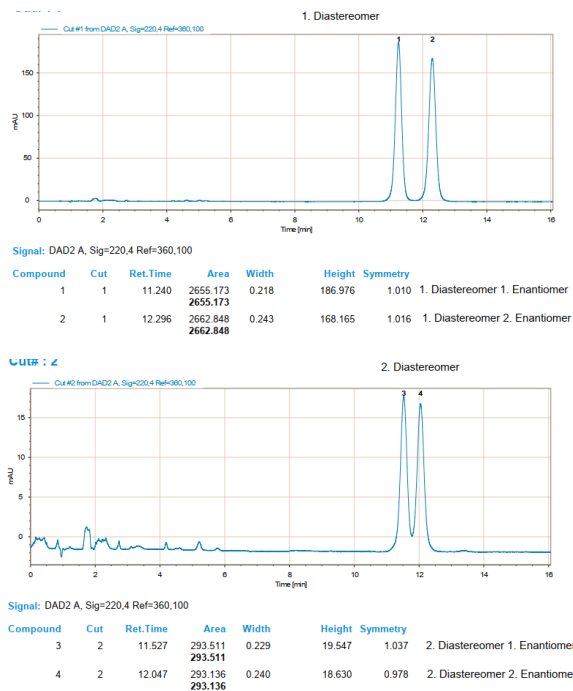 1. Diastereomer
Cut #1 from DAD2 A, Sig=220,4 Ref=360,100
1 2
150
100
50
0
mAU
0 2 4 6 8 10 12 14 16
Time [min]
Signal: DAD2 A, Sig=220,4 Ref=360,100
Compound Cut Ret.Time Area Width Height Symmetry
1 1 11.240 2655.173 0.218 186.976 1.010 1. Diastereomer 1. Enantiomer
2655.173
2 1 12.296 2662.848 0.243 168.165 1.016 1. Diastereomer 2. Enantiomer
2662.848
Cut# : 2
2. Diastereomer
Cut #2 from DAD2 A, Sig=220,4 Ref=360,100
3 4
15
10
5
0
mAU
0 2 4 6 8 10 12 14 16
Time [min]
Signal: DAD2 A, Sig=220,4 Ref=360,100
Compound Cut Ret.Time Area Width Height Symmetry
3 2 11.527 293.511 0.229 19.547 1.037 2. Diastereomer 1. Enantiome
293.511
4 2 12.047 293.136 0.240 18.630 0.978 2. Diastereomer 2. Enantiome
293.136